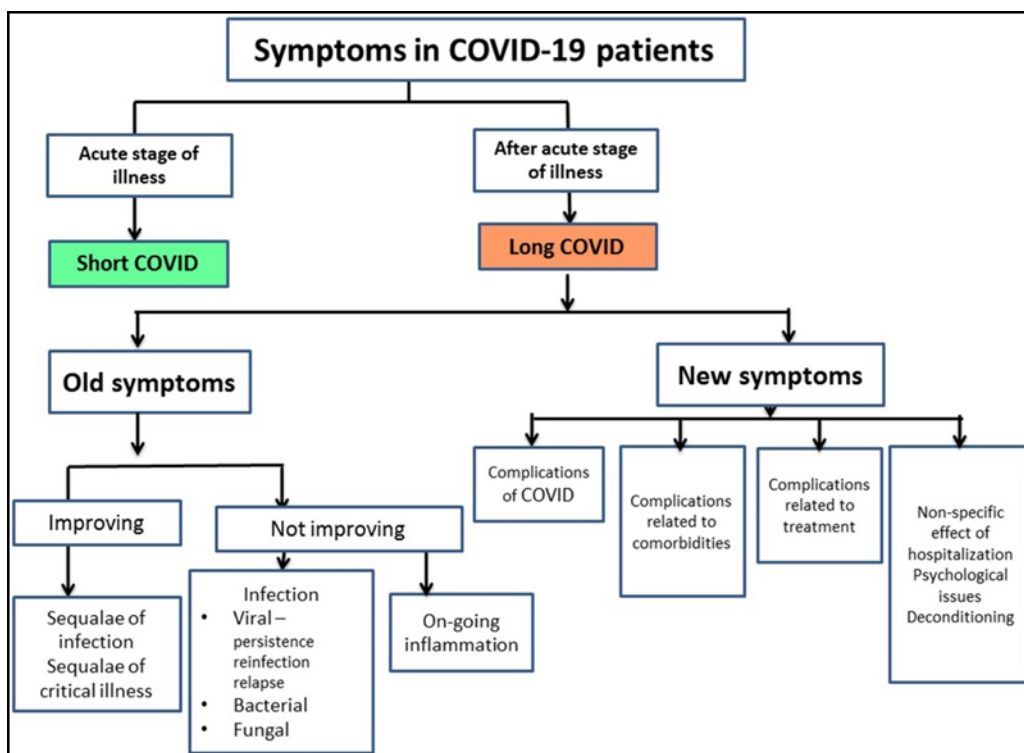 Symptoms in COVID-19 patients
Acute stage of
illness
After acute stage
of illness
Short COVID
Long COVID
Old symptoms
New symptoms
Improving
Not improving
Complications
of COVID
Complications
related to
comorbidities
Complications
related to
treatment
Non-specific
effect of
hospitalization
Psychological
issues
Deconditioning
Sequalae of
infection
Sequalae of
critical illness
Infection
• Viral –
persistence
reinfection
relapse
• Bacterial
• Fungal
On-going
inflammation